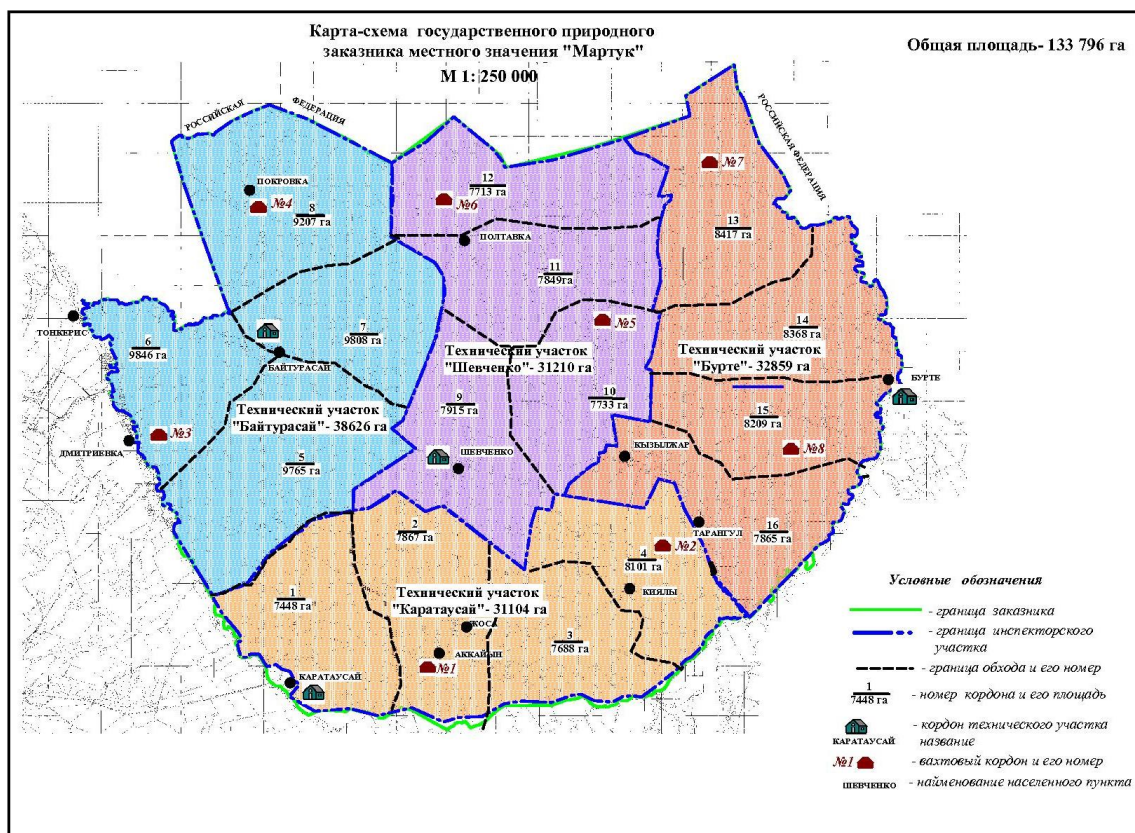 Карта-схема государственного природного
заказника местного значения "Мартук"
М 1: 250 000
Общая площадь- 133 796 га
РОССИЙСКАЯ ФЕДЕРАЦИЯ
РОССИЙСКАЯ ФЕДЕРАЦИЯ
№7
12
7713 га
ПОКРОВКА
№4
8
9207 га
№6
13
8417 га
ПОЛТАВКА
11
7849га
ТОНКЕРИС
6
9846 га
7
9808 га
№5
14
8368 га
БАЙТУРАСАЙ
Технический участок
"Шевченко"- 31210 га
Технический участок
"Бурте"- 32859 га
БУРТЕ
9
7915 га
10
7733 га
15
8209 га
Технический участок
"Байтурасай"- 38626 га
№3
ДМИТРИЕВКА
5
9765 га
ШЕВЧЕНКО
КЫЗЫЛЖАР
№8
2
7867 га
ТАРАНГУЛ
16
7865 га
№2
4
8101 га
КИЯЛЫ
1
7448 га
Технический участок
"Каратаусай"- 31104 га
ЖОСА
3
7688 га
АККАЙЫН
№1
КАРАТАУСАЙ
Условные обозначения
- граница заказника
- граница инспекторского
участка
- граница обхода и его номер
1
7448 га
- номер кордона и его площадь
- кордон технического участка
КАРАТАУСАЙ
название
№1
- вахтовый кордон и его номер
ШЕВЧЕНКО
- найменование населенного пункта